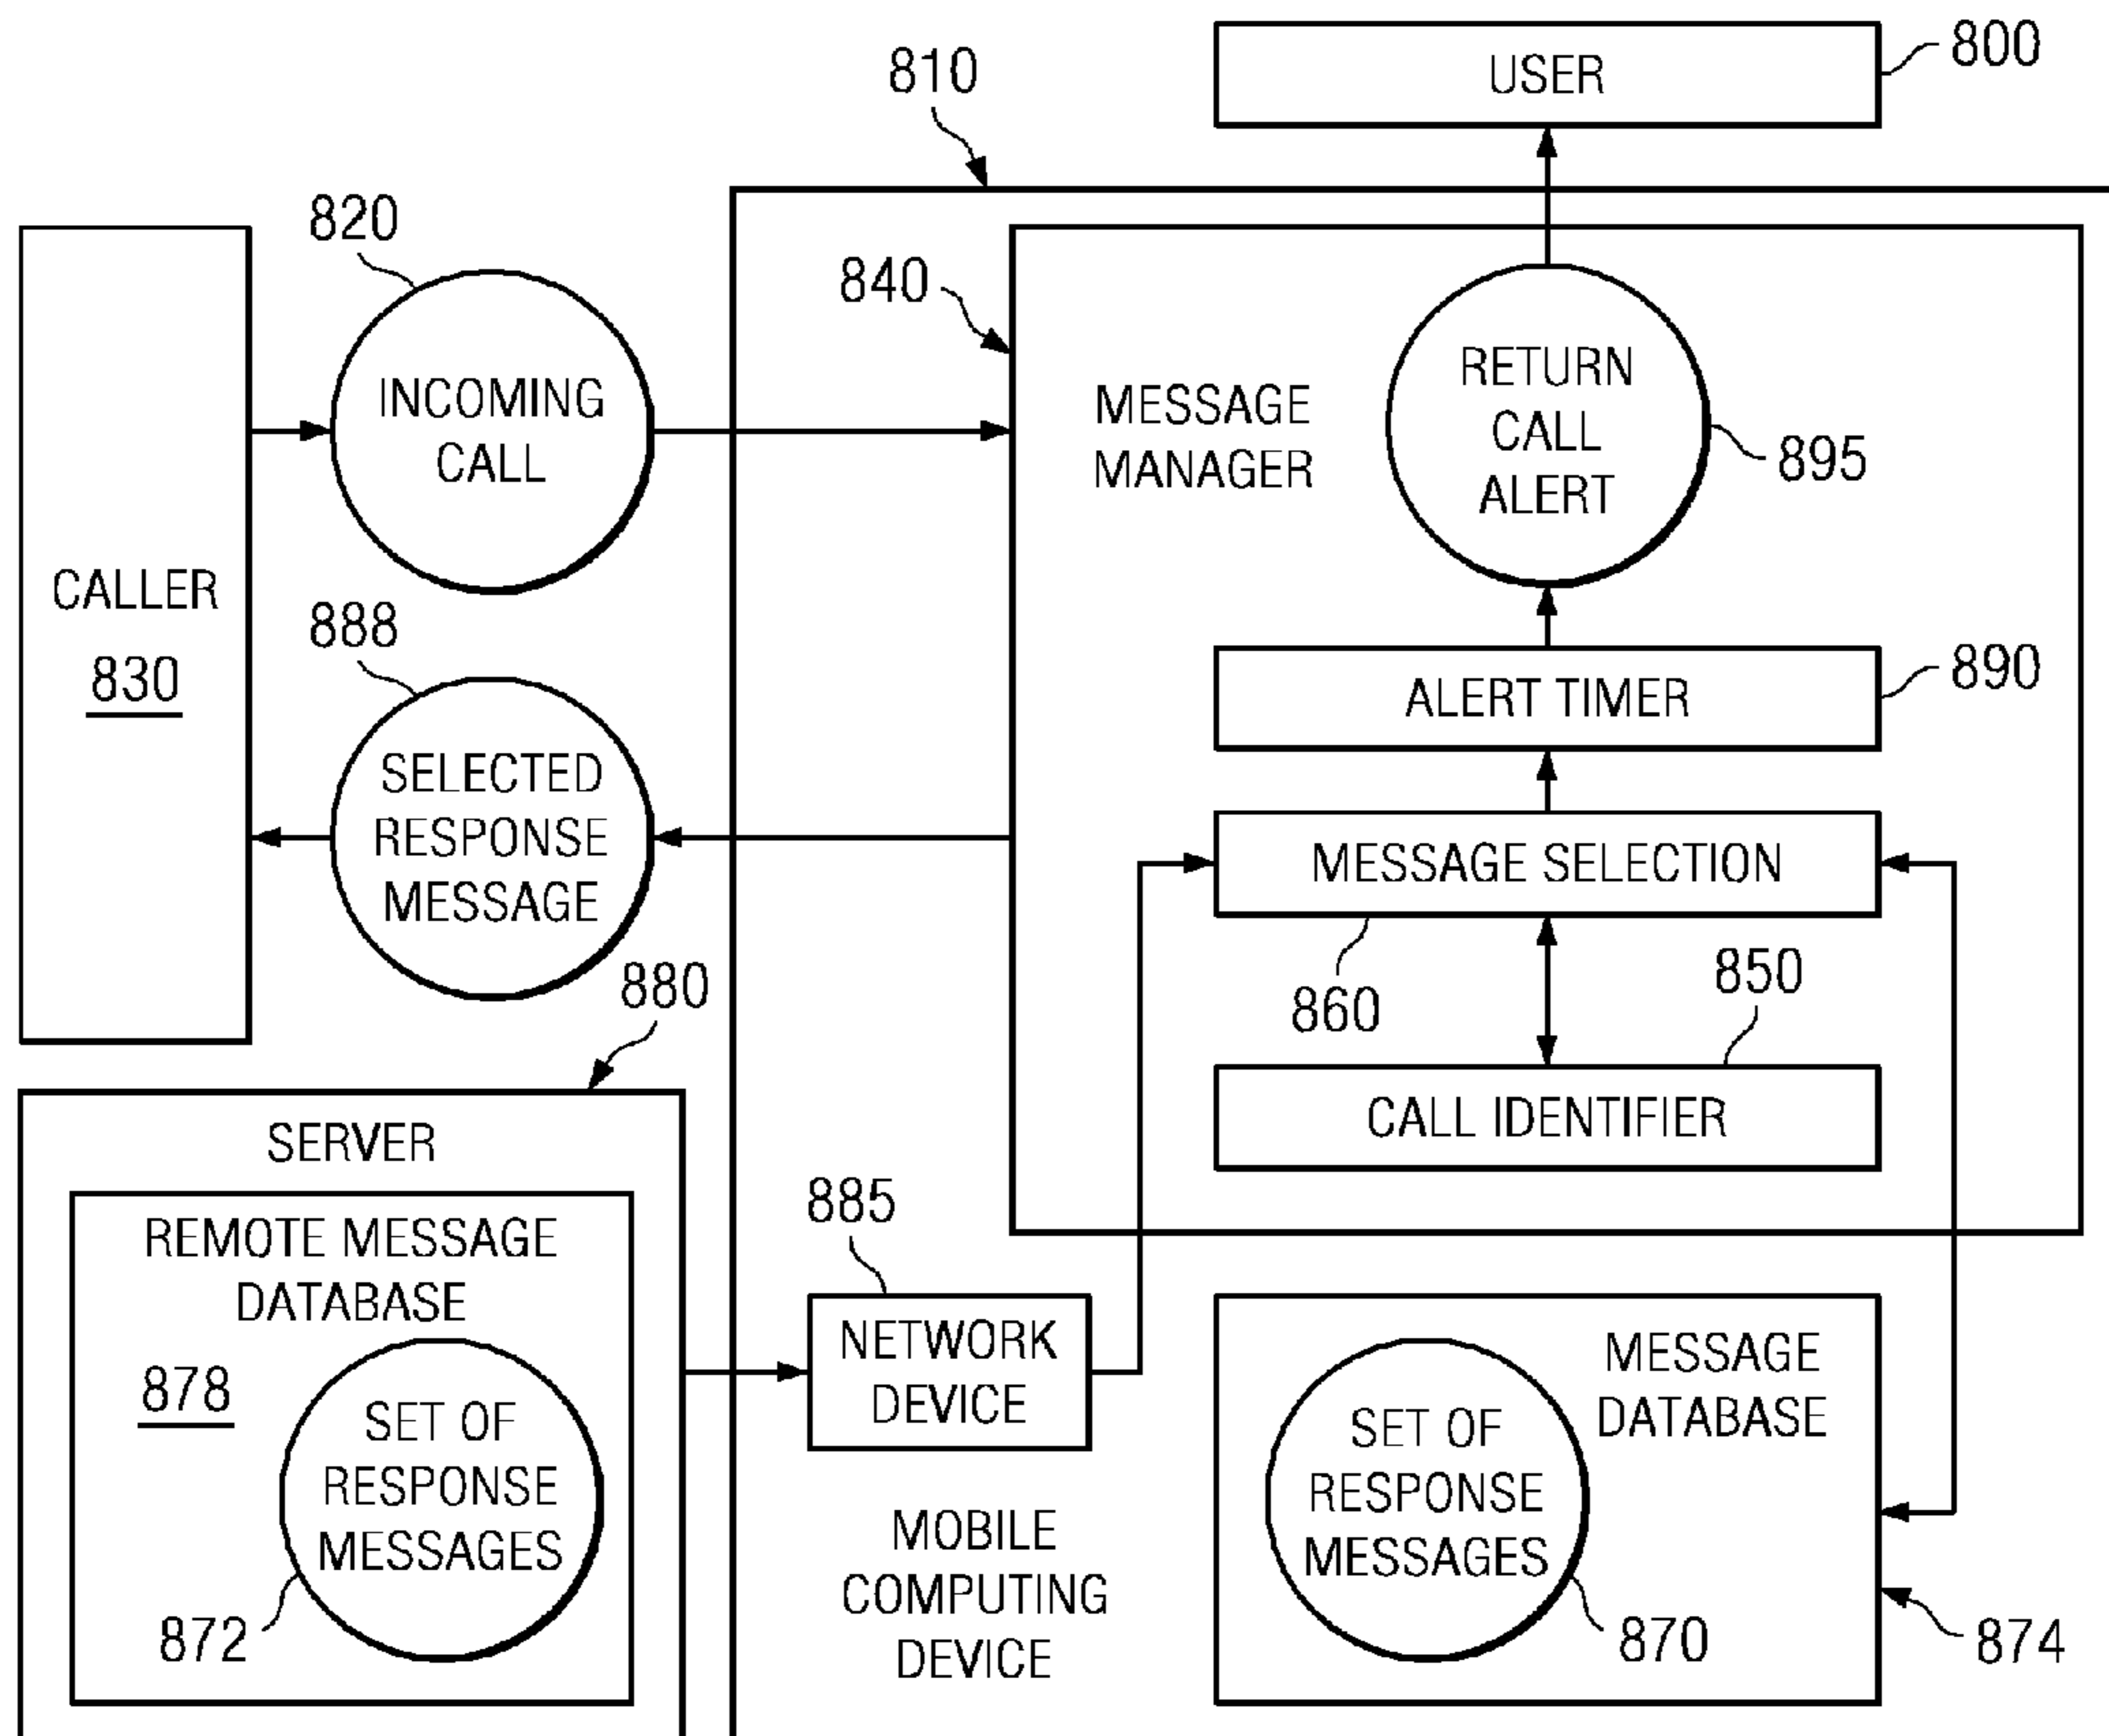 800
USER
810
820
INCOMING
CALL
840
MESSAGE
MANAGER
RETURN
CALL
ALERT
895
CALLER
830
888
SELECTED
RESPONSE
MESSAGE
ALERT TIMER
890
MESSAGE SELECTION
860
850
CALL IDENTIFIER
880
SERVER
REMOTE MESSAGE
DATABASE
878
SET OF
RESPONSE
MESSAGES
872
885
NETWORK
DEVICE
MOBILE
COMPUTING
DEVICE
MESSAGE
DATABASE
SET OF
RESPONSE
MESSAGES
870
874